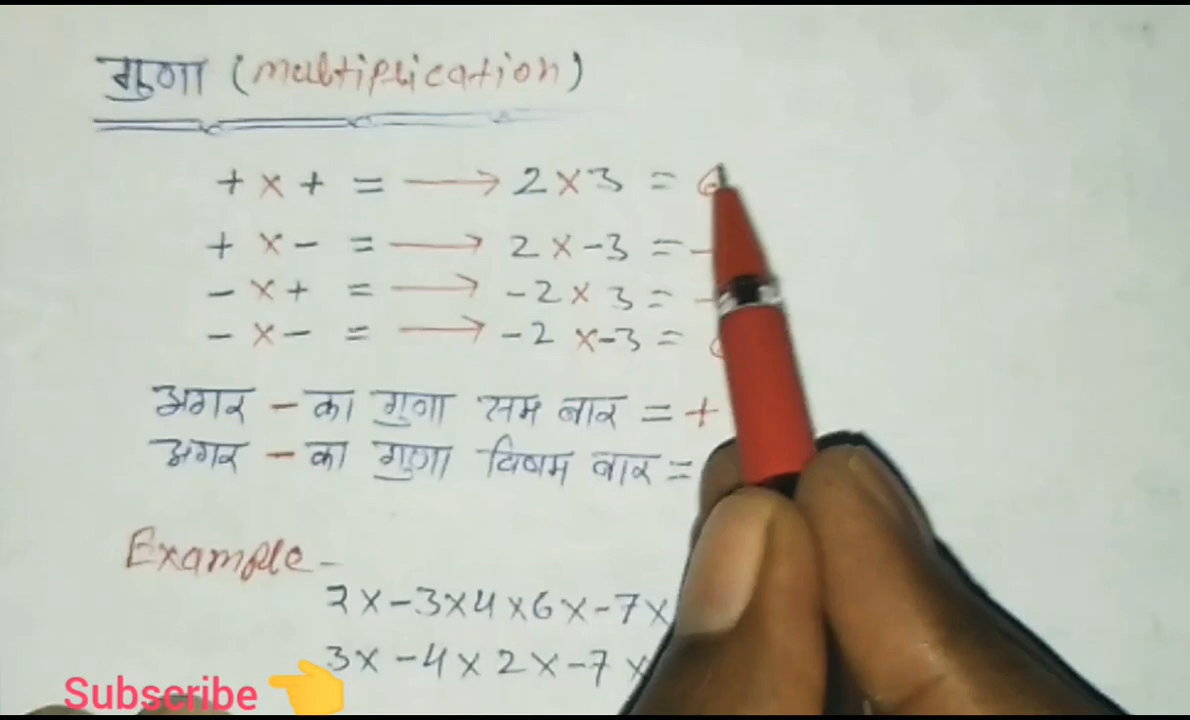 गुणा (multiplication)
+ x + = → 2 x 3 = 6
+ x - = → 2 x -3 = -
- x + = → -2 x 3 = -
- x - = → -2 x -3 =
अगर - का गुणा सम बार = +
अगर - का गुणा विषम बार =
Example -
2 x -3 x 4 x 6 x -7 x
3 x -4 x 2 x -7 x
Subscribe